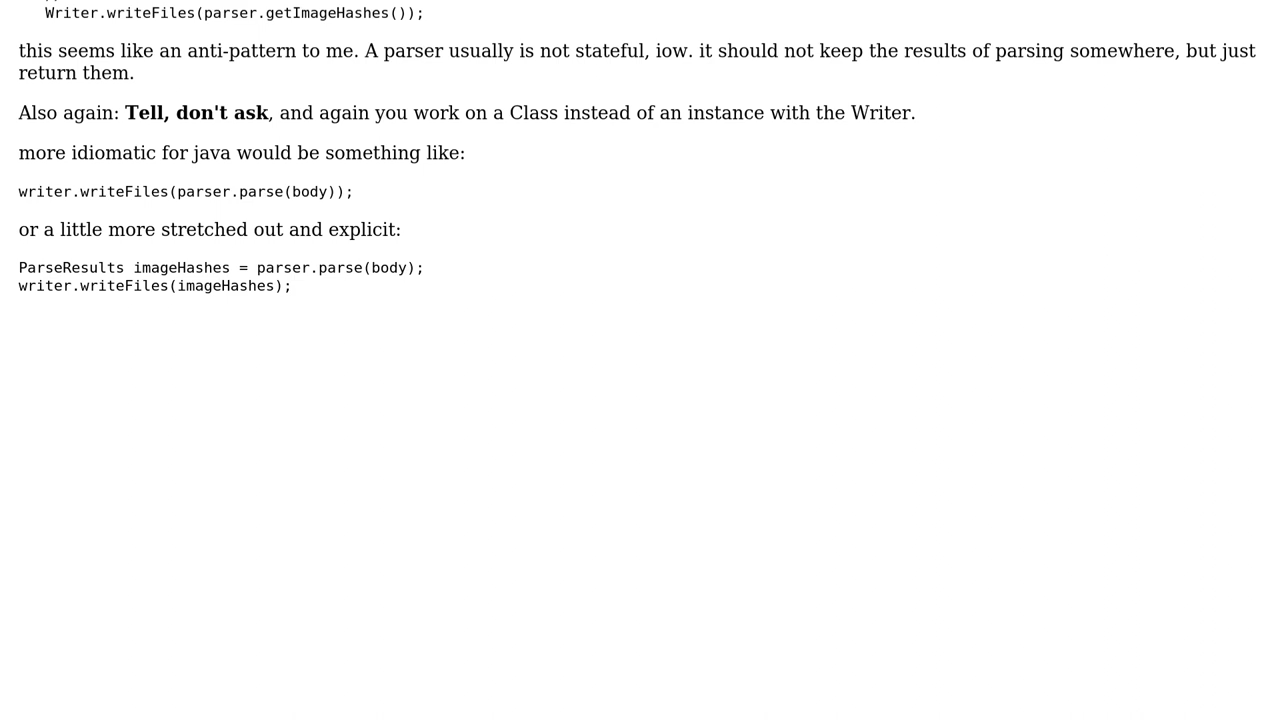 Writer.writeFiles(parser.getImageHashes());
this seems like an anti-pattern to me. A parser usually is not stateful, iow. it should not keep the results of parsing somewhere, but just
return them.
Also again: Tell, don't ask, and again you work on a Class instead of an instance with the Writer.
more idiomatic for java would be something like:
writer.writeFiles(parser.parse(body));
or a little more stretched out and explicit:
ParseResults imageHashes = parser.parse(body);
writer.writeFiles(imageHashes);